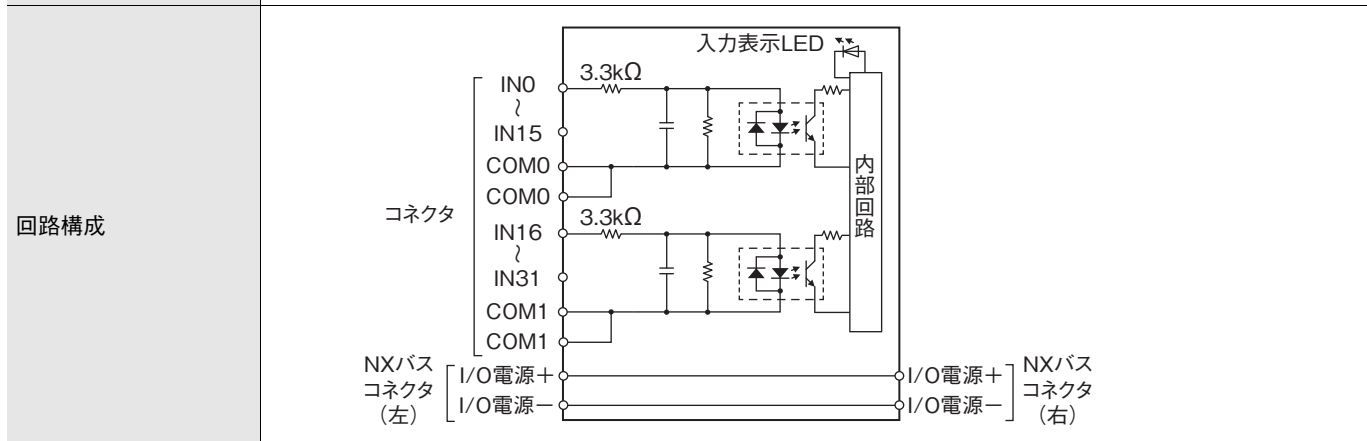 回路構成
入力表示LED
コネクタ
IN0
~
IN15
COM0
COM0
3.3kΩ
IN16
~
IN31
COM1
COM1
3.3kΩ
内部回路
NXバス
コネクタ
(左)
I/O電源+
I/O電源-
I/O電源+
I/O電源-
NXバス
コネクタ
(右)